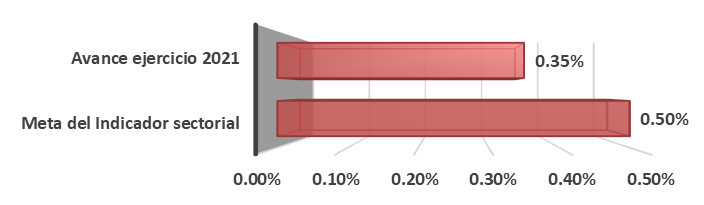 Avance ejercicio 2021
0.35%
Meta del Indicador sectorial
0.50%
0.00% 0.10% 0.20% 0.30% 0.40% 0.50%